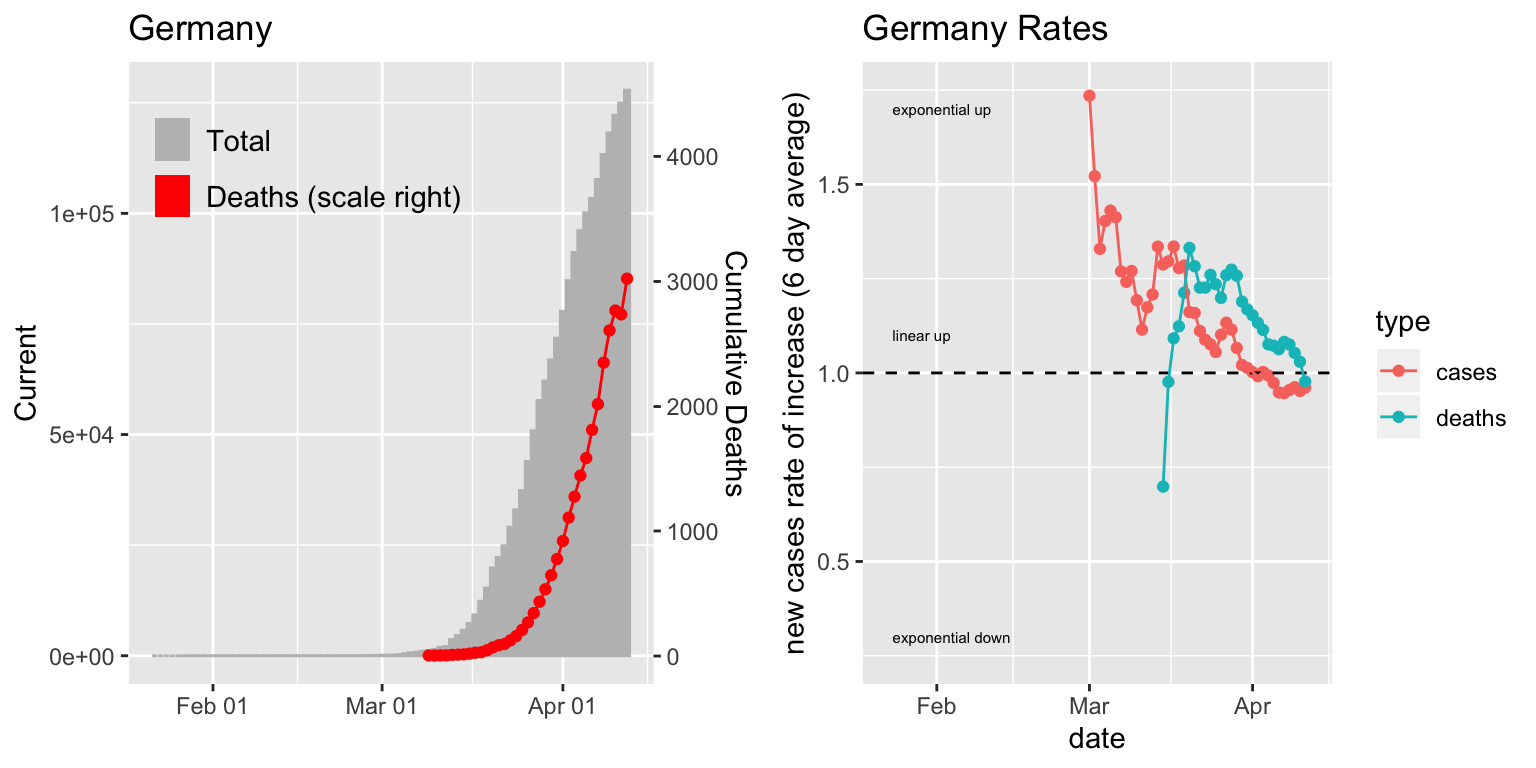 Germany
Total
Deaths (scale right)
Current
1e+05
5e+04
0e+00
4000
3000
2000
1000
0
Cumulative Deaths
Feb 01
Mar 01
Apr 01
Germany Rates
new cases rate of increase (6 day average)
1.5
1.0
0.5
exponential up
linear up
exponential down
Feb
Mar
Apr
date
type
cases
deaths